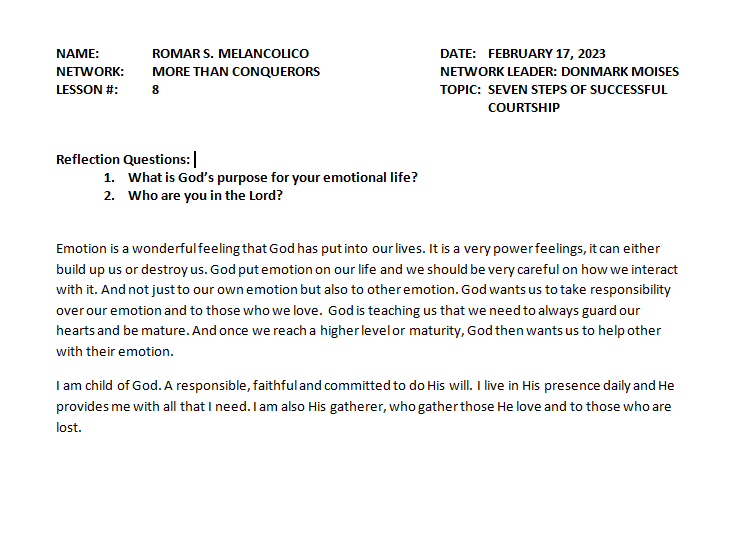 NAME: ROMAR S. MELANCOLICO DATE: FEBRUARY 17, 2023
NETWORK: MORE THAN CONQUERORS NETWORK LEADER: DONMARK MOISES
LESSON #: 8 TOPIC: SEVEN STEPS OF SUCCESSFUL
COURTSHIP
Reflection Questions:
1. What is God's purpose for your emotional life?
2. Who are you in the Lord?
Emotion is a wonderful feeling that God has put into our lives. It is a very power feelings, it can either
build up us or destroy us. God put emotion on our life and we should be very careful on how we interact
with it. And not just to our own emotion but also to other emotion. God wants us to take responsibility
over our emotion and to those who we love. God is teaching us that we need to always guard our
hearts and be mature. And once we reach a higher level or maturity, God then wants us to help other
with their emotion.
I am child of God. A responsible, faithful and committed to do His will. I live in His presence daily and He
provides me with all that I need. I am also His gatherer, who gather those He love and to those who are
lost.